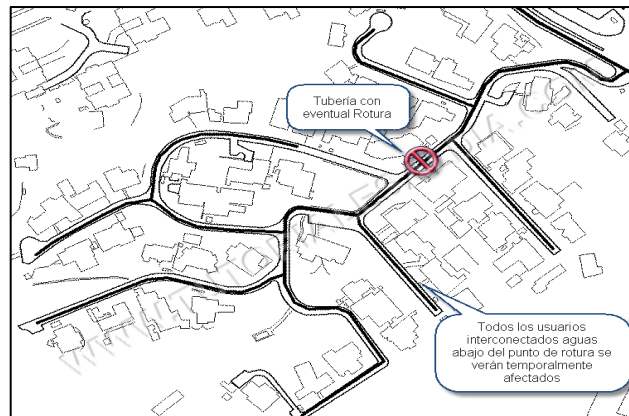 Tubería con
eventual Rotura
Todos los usuarios
interconectados aguas
abajo del punto de rotura se
verán temporalmente
afectados